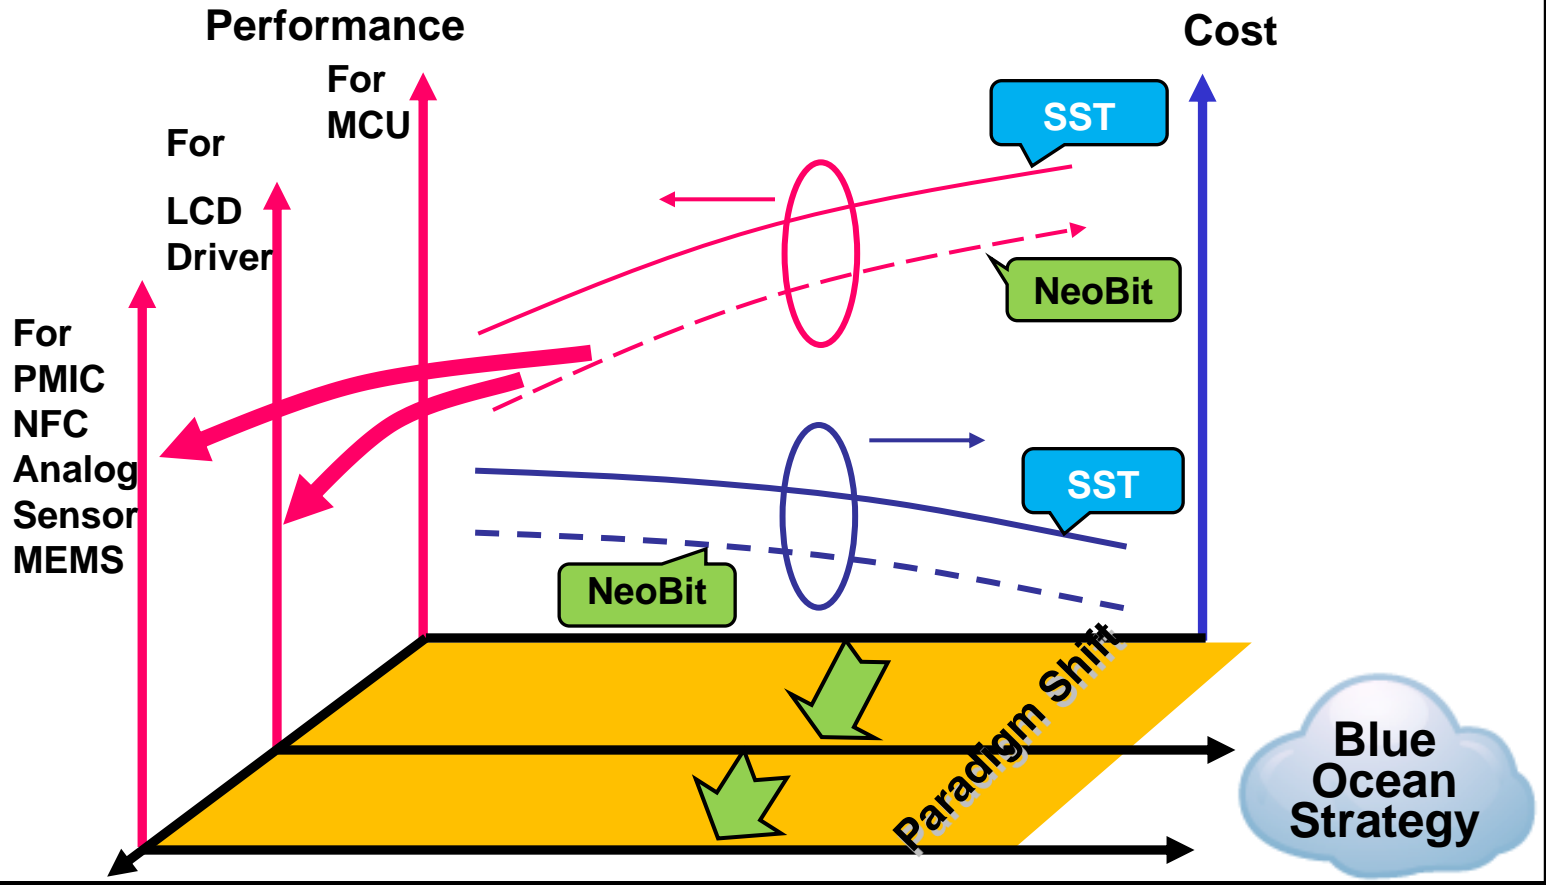 Performance
Cost
For
MCU
SST
For
LCD
Driver
NeoBit
For
PMIC
NFC
Analog
Sensor
MEMS
SST
NeoBit
Paradigm Shift
Blue
Ocean
Strategy